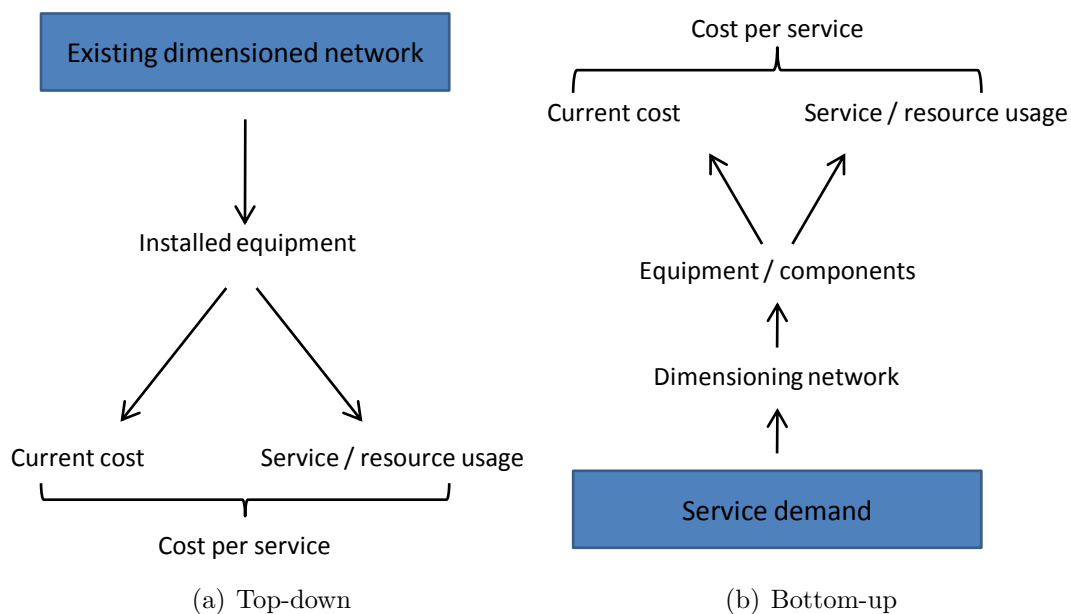 Existing dimensioned network
Installed equipment
Current cost
Service / resource usage
Cost per service
(a) Top-down
Cost per service
Current cost
Service / resource usage
Equipment / components
Dimensioning network
Service demand
(b) Bottom-up